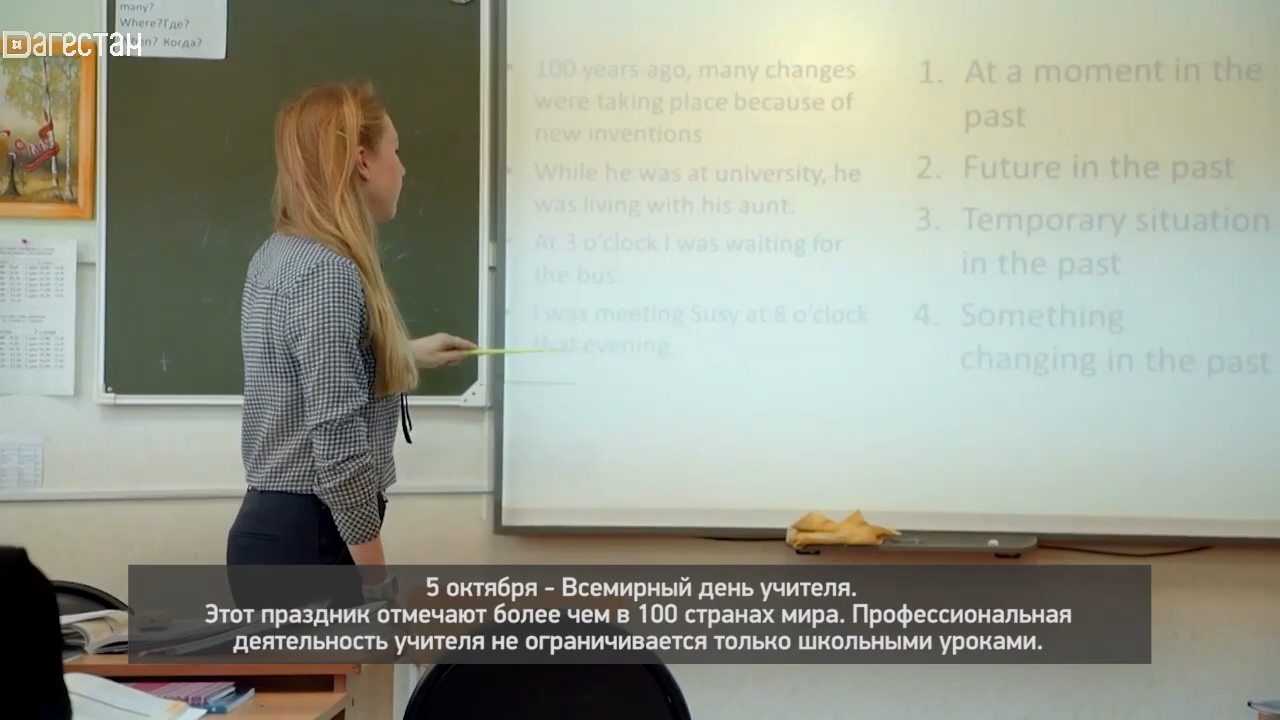 many?
Where?Где?
Когда?
Дагестан
100 years ago, many changes
were taking place because of
new inventions
While he was at university, he
was living with his aunt.
At 3 o'clock I was waiting for
the bus.
I was meeting Susy at 8 o'clock
that evening
1. At a moment in the
past
2. Future in the past
3. Temporary situation
in the past
4. Something
changing in the past
5 октября - Всемирный день учителя.
Этот праздник отмечают более чем в 100 странах мира. Профессиональная
деятельность учителя не ограничивается только школьными уроками.